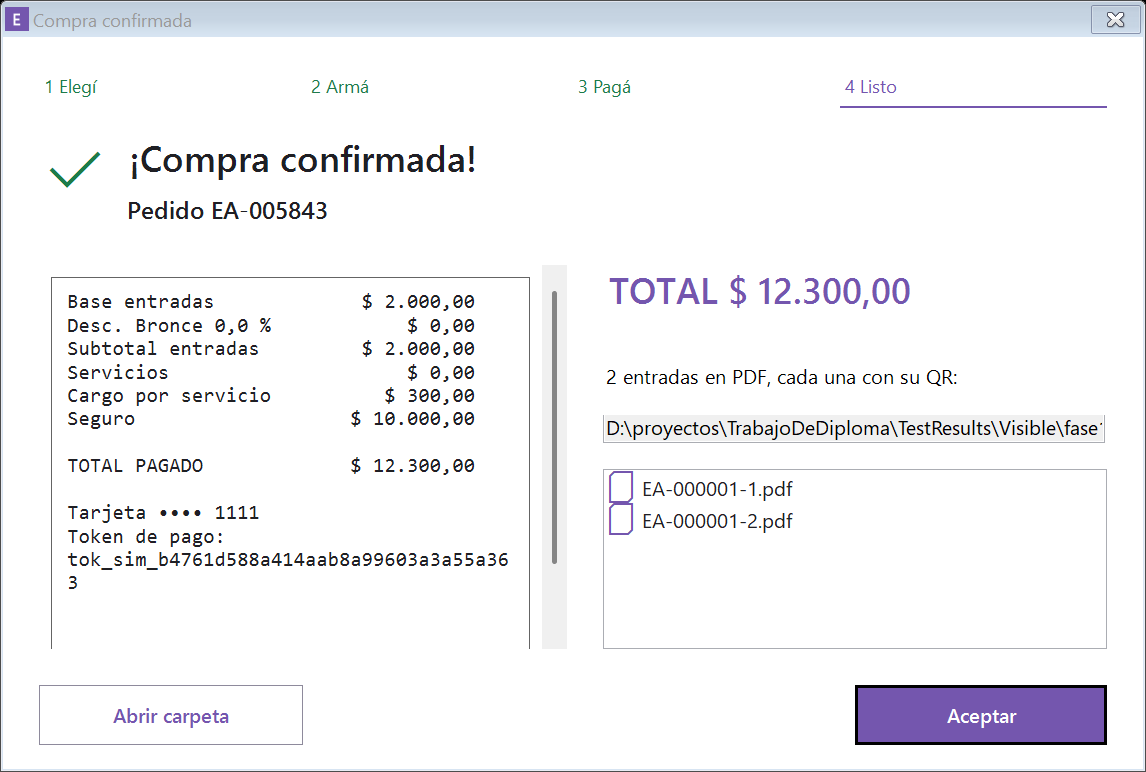 E Compra confirmada
1 Elegí
2 Armá
3 Pagá
4 Listo
¡Compra confirmada!
Pedido EA-005843
Base entradas $ 2.000,00
Desc. Bronce 0,0 % $ 0,00
Subtotal entradas $ 2.000,00
Servicios $ 0,00
Cargo por servicio $ 300,00
Seguro $ 10.000,00
TOTAL PAGADO $ 12.300,00
Tarjeta •••• 1111
Token de pago:
tok_sim_b4761d588a414aab8a99603a3a55a36
3
TOTAL $ 12.300,00
2 entradas en PDF, cada una con su QR:
D:\proyectos\TrabajoDeDiploma\TestResults\Visible\fase
EA-000001-1.pdf
EA-000001-2.pdf
Abrir carpeta
Aceptar